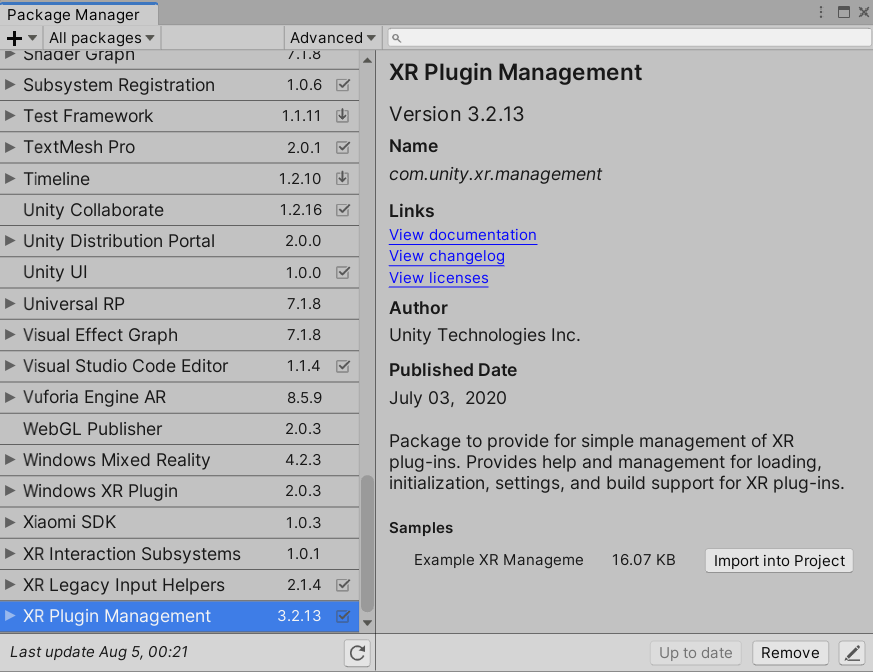 Package Manager
All packages
Advanced
Shader Graph 7.1.8
Subsystem Registration 1.0.6
Test Framework 1.1.11
TextMesh Pro 2.0.1
Timeline 1.2.10
Unity Collaborate 1.2.16
Unity Distribution Portal 2.0.0
Unity UI 1.0.0
Universal RP 7.1.8
Visual Effect Graph 7.1.8
Visual Studio Code Editor 1.1.4
Vuforia Engine AR 8.5.9
WebGL Publisher 2.0.3
Windows Mixed Reality 4.2.3
Windows XR Plugin 2.0.3
Xiaomi SDK 1.0.3
XR Interaction Subsystems 1.0.1
XR Legacy Input Helpers 2.1.4
XR Plugin Management 3.2.13
Last update Aug 5, 00:21
XR Plugin Management
Version 3.2.13
Name
com.unity.xr.management
Links
View documentation
View changelog
View licenses
Author
Unity Technologies Inc.
Published Date
July 03, 2020
Package to provide for simple management of XR
plug-ins. Provides help and management for loading,
initialization, settings, and build support for XR plug-ins.
Samples
Example XR Manageme 16.07 KB Import into Project
Up to date Remove